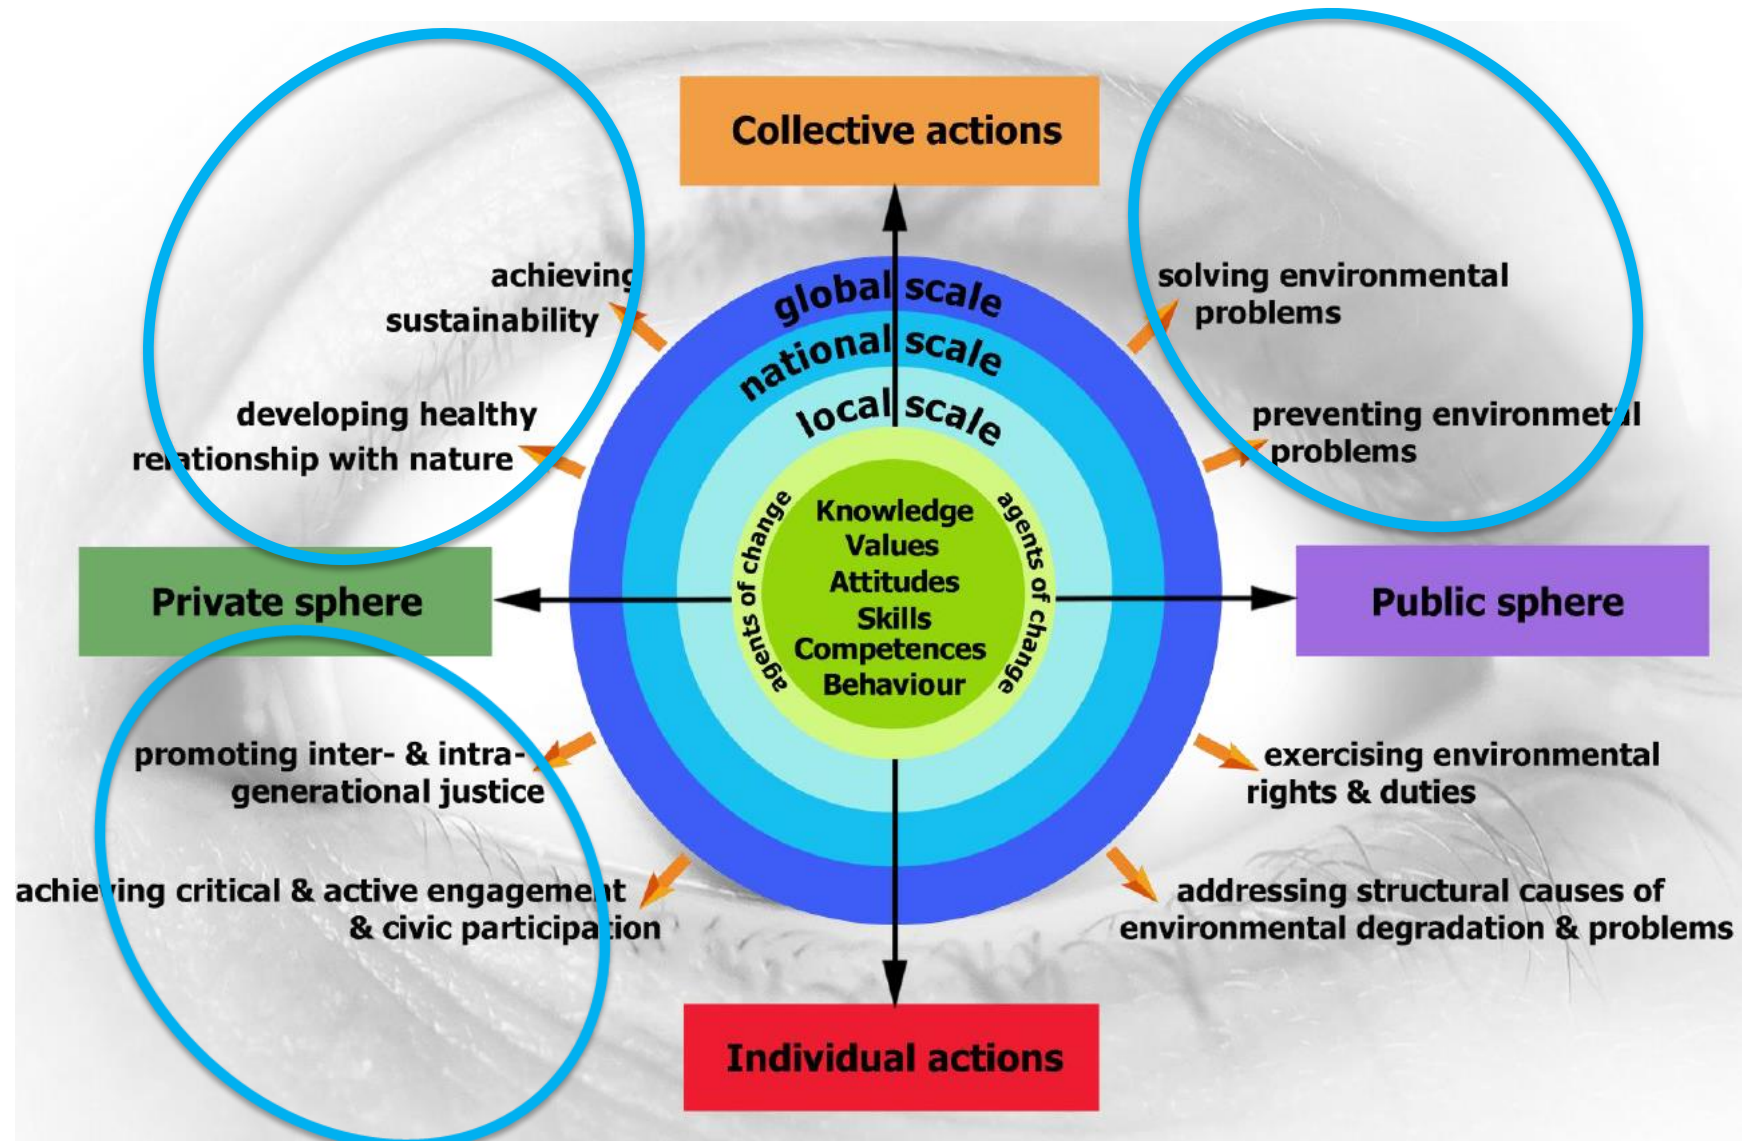 Collective actions
achieving
sustainability
developing healthy
relationship with nature
solving environmental
problems
preventing environmetal
problems
global scale
national scale
local scale
agents of change
agents of change
Knowledge
Values
Attitudes
Skills
Competences
Behaviour
Private sphere
Public sphere
promoting inter- & intra-
generational justice
achieving critical & active engagement
& civic participation
exercising environmental
rights & duties
addressing structural causes of
environmental degradation & problems
Individual actions